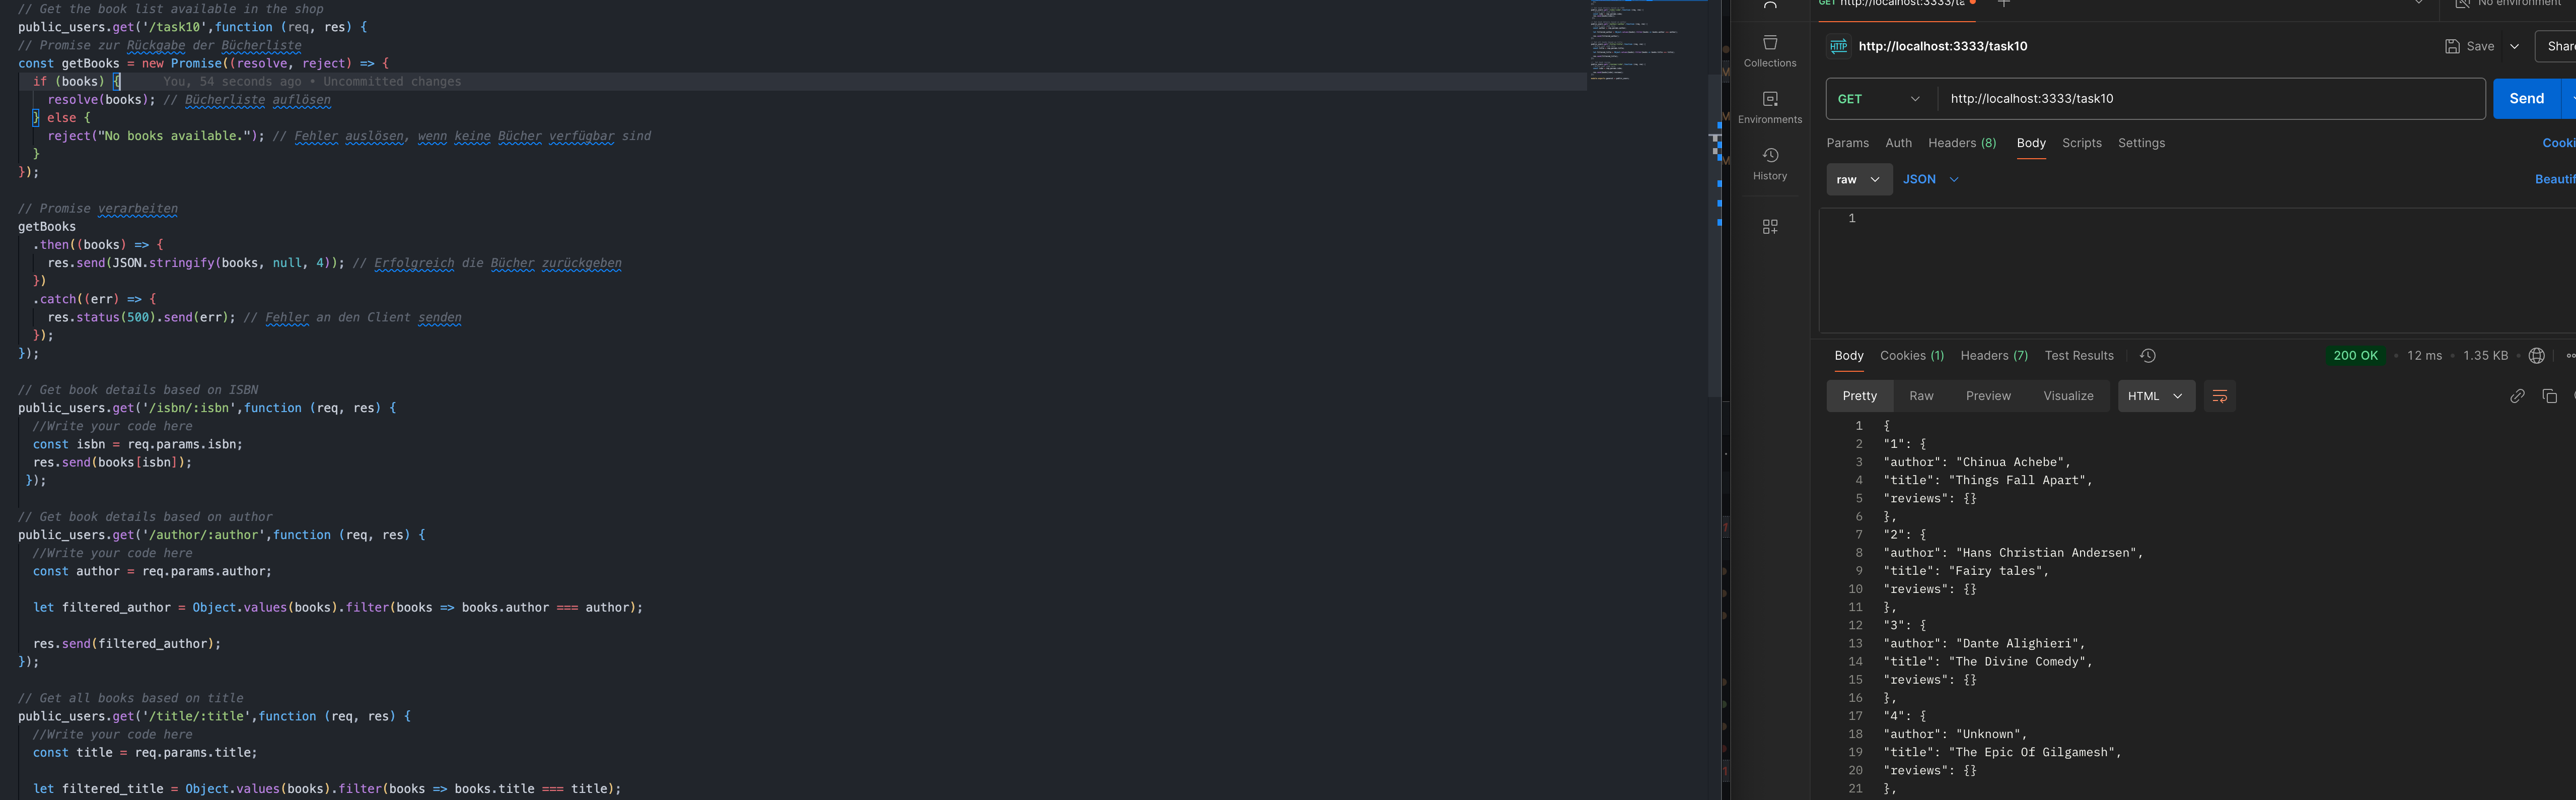 // Get the book list available in the shop
public_users.get('/task10',function (req, res) {
// Promise zur Rückgabe der Bücherliste
const getBooks = new Promise((resolve, reject) => {
if (books) { You, 54 seconds ago • Uncommitted changes
resolve(books); // Bücherliste auflösen
} else {
reject("No books available."); // Fehler auslösen, wenn keine Bücher verfügbar sind
}
});
// Promise verarbeiten
getBooks
.then((books) => {
res.send(JSON.stringify(books, null, 4)); // Erfolgreich die Bücher zurückgeben
})
.catch((err) => {
res.status(500).send(err); // Fehler an den Client senden
});
});
// Get book details based on ISBN
public_users.get('/isbn/:isbn',function (req, res) {
//Write your code here
const isbn = req.params.isbn;
res.send(books[isbn]);
});
// Get book details based on author
public_users.get('/author/:author',function (req, res) {
//Write your code here
const author = req.params.author;
let filtered_author = Object.values(books).filter(books => books.author === author);
res.send(filtered_author);
});
// Get all books based on title
public_users.get('/title/:title',function (req, res) {
//Write your code here
const title = req.params.title;
let filtered_title = Object.values(books).filter(books => books.title === title);
Collections
Environments
History
GET http://localhost:3333/ta
No environment
HTTP http://localhost:3333/task10
Save
Shar
GET http://localhost:3333/task10
Send
Params Auth Headers (8) Body Scripts Settings
Cooki
raw JSON
Beautif
1
Body Cookies (1) Headers (7) Test Results
200 OK • 12 ms • 1.35 KB
Pretty Raw Preview Visualize HTML
1 {
2 "1": {
3 "author": "Chinua Achebe",
4 "title": "Things Fall Apart",
5 "reviews": {}
6 },
7 "2": {
8 "author": "Hans Christian Andersen",
9 "title": "Fairy tales",
10 "reviews": {}
11 },
12 "3": {
13 "author": "Dante Alighieri",
14 "title": "The Divine Comedy",
15 "reviews": {}
16 },
17 "4": {
18 "author": "Unknown",
19 "title": "The Epic Of Gilgamesh",
20 "reviews": {}
21 },